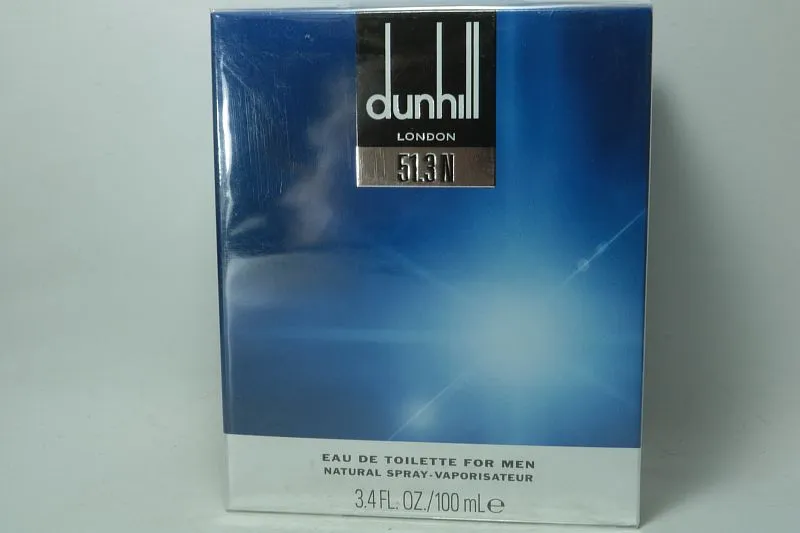 dunhill
LONDON
51.3 N
EAU DE TOILETTE FOR MEN
NATURAL SPRAY-VAPORISATEUR
3.4 FL. OZ./100 mL ℮